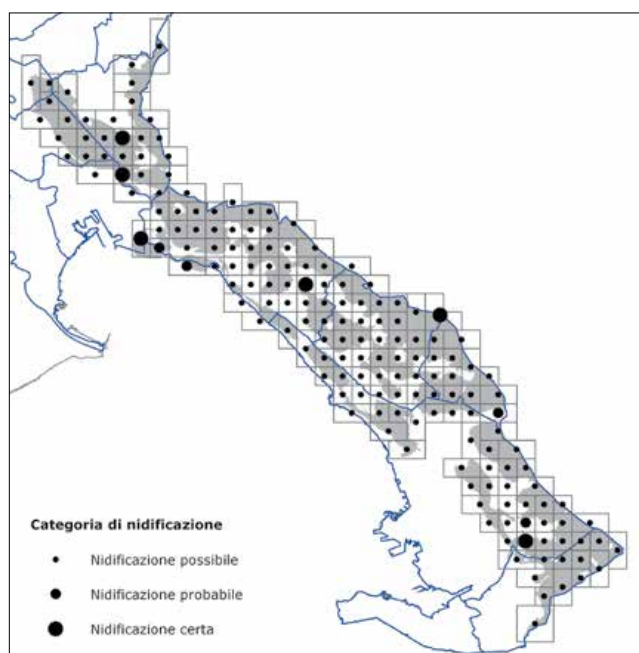 Categoria di nidificazione
Nidificazione possibile
Nidificazione probabile
Nidificazione certa